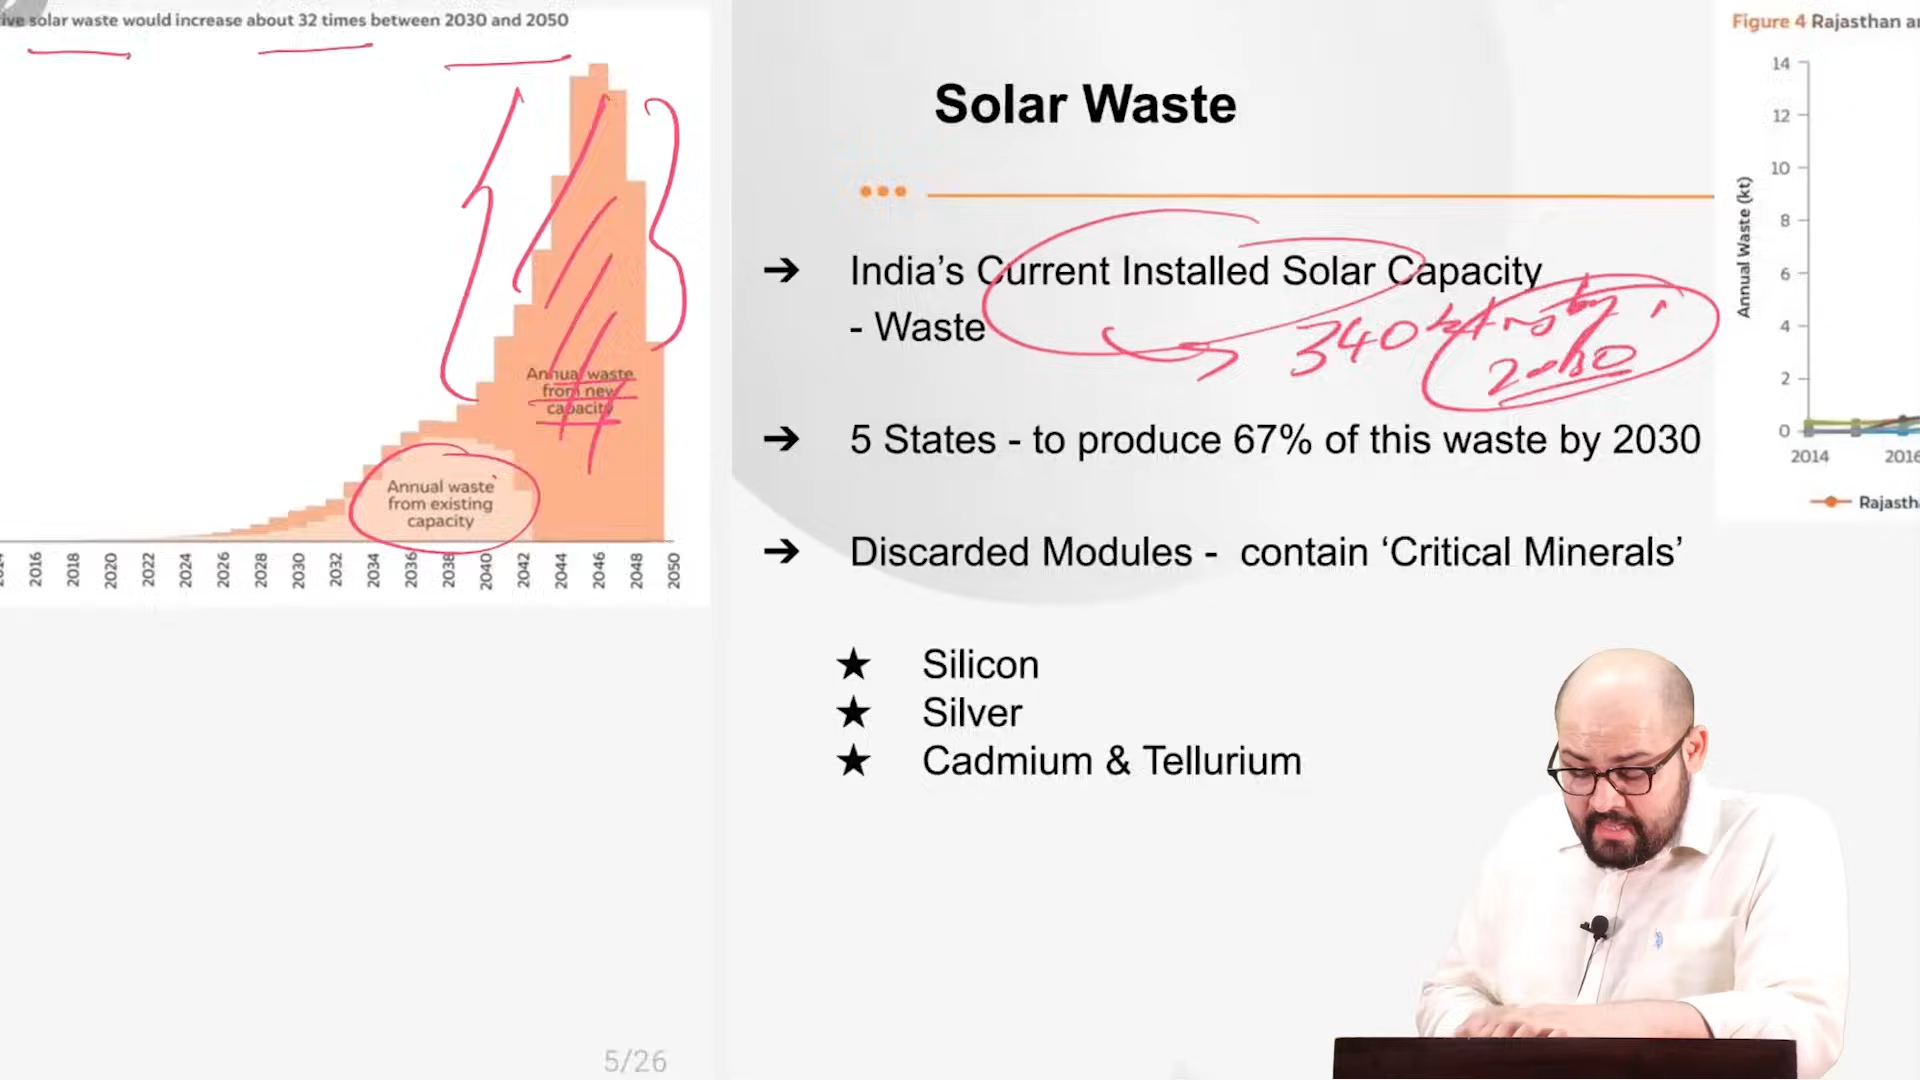 ive solar waste would increase about 32 times between 2030 and 2050
Annual waste
from new
capacity
Annual waste
from existing
capacity
2016 2018 2020 2022 2024 2026 2028 2030 2032 2034 2036 2038 2040 2042 2044 2046 2048 2050
5/26
Solar Waste
➔ India’s Current Installed Solar Capacity
- Waste
340
by
2030
➔ 5 States - to produce 67% of this waste by 2030
➔ Discarded Modules - contain ‘Critical Minerals’
★ Silicon
★ Silver
★ Cadmium & Tellurium
Figure 4 Rajasthan a
Annual Waste (kt)
14
12
10
8
6
4
2
0
2014 2016
Rajasth